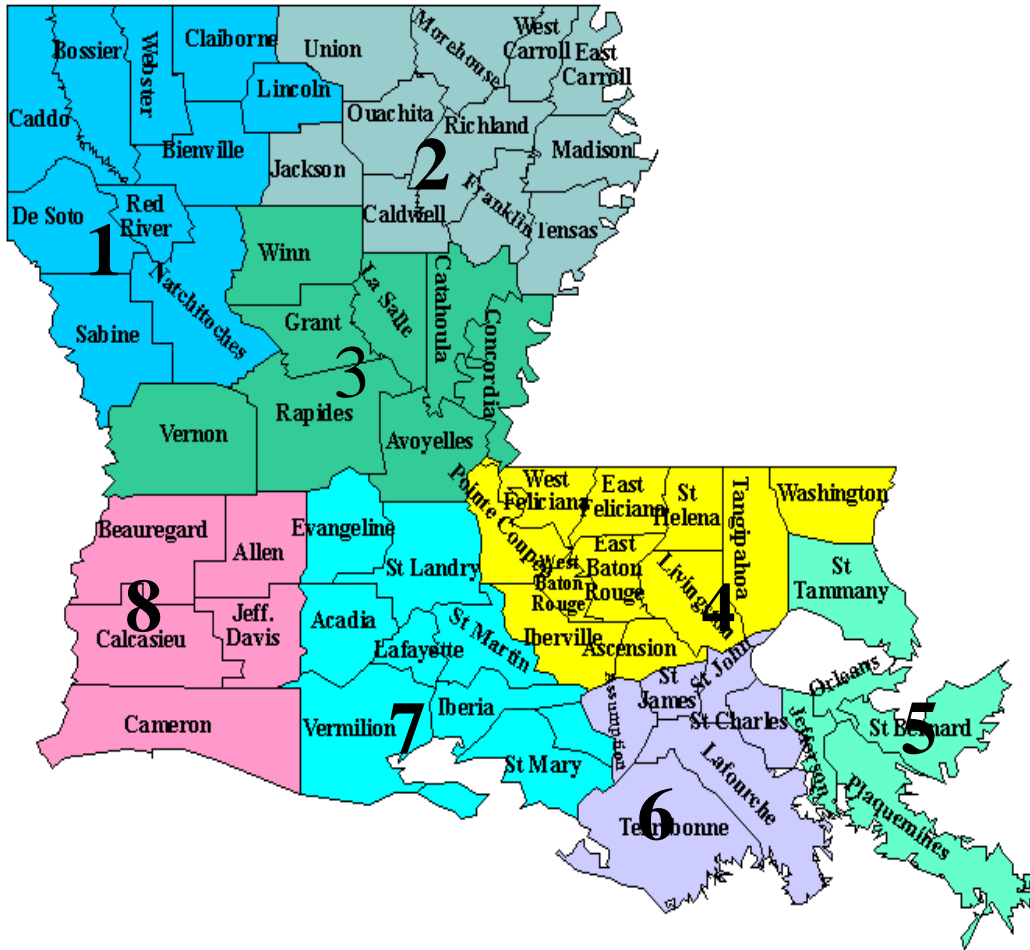 Bossier
Webster
Claiborne
Union
Morehouse
West
Carroll
East
Carroll
Caddo
Lincoln
Ouachita
Richland
Bienville
Jackson
2
Madison
De Soto
Red
River
Caldwell
Franklin
Tensas
1
Winn
Natchitoches
La Salle
Catahoula
Concordia
Sabine
Grant
3
Vernon
Rapides
Avoyelles
Pointe Coupee
West
Feliciana
East
Feliciana
St
Helena
Tangipahoa
Washington
Beauregard
Allen
Evangeline
St Landry
West
Baton
Rouge
East
Baton
Rouge
Livingston
St
Tammany
8
Calcasieu
Jeff.
Davis
Acadia
Lafayette
St Martin
Iberville
Ascension
4
Assumption
St
James
St John
Orleans
Cameron
Vermilion
7
Iberia
St Charles
Jefferson
St Bernard
5
St Mary
Lafourche
Plaquemines
Terrebonne
6